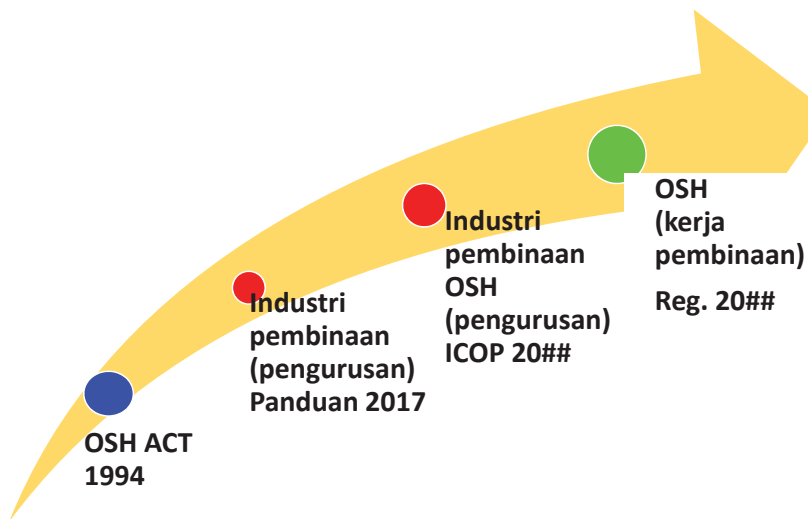 OSH ACT
1994
Industri
pembinaan
(pengurusan)
Panduan 2017
Industri
pembinaan
OSH
(pengurusan)
ICOP 20##
OSH
(kerja
pembinaan)
Reg. 20##